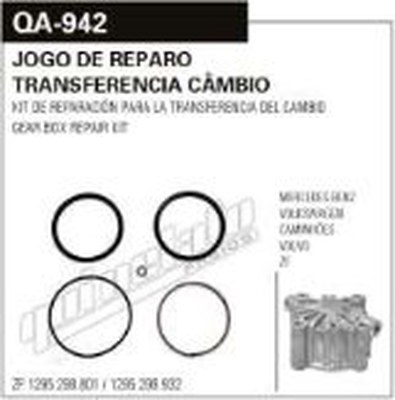 QA-942
JOGO DE REPARO
TRANSFERENCIA CÂMBIO
KIT DE REPARACIÓN PARA LA TRANSFERENCIA DEL CAMBIO
GEAR BOX REPAIR KIT
MERCEDES BENZ
VOLKSWAGEN
CAMINHÕES
VOLVO
ZF
ZF 1295 298 801 / 1295 298 932